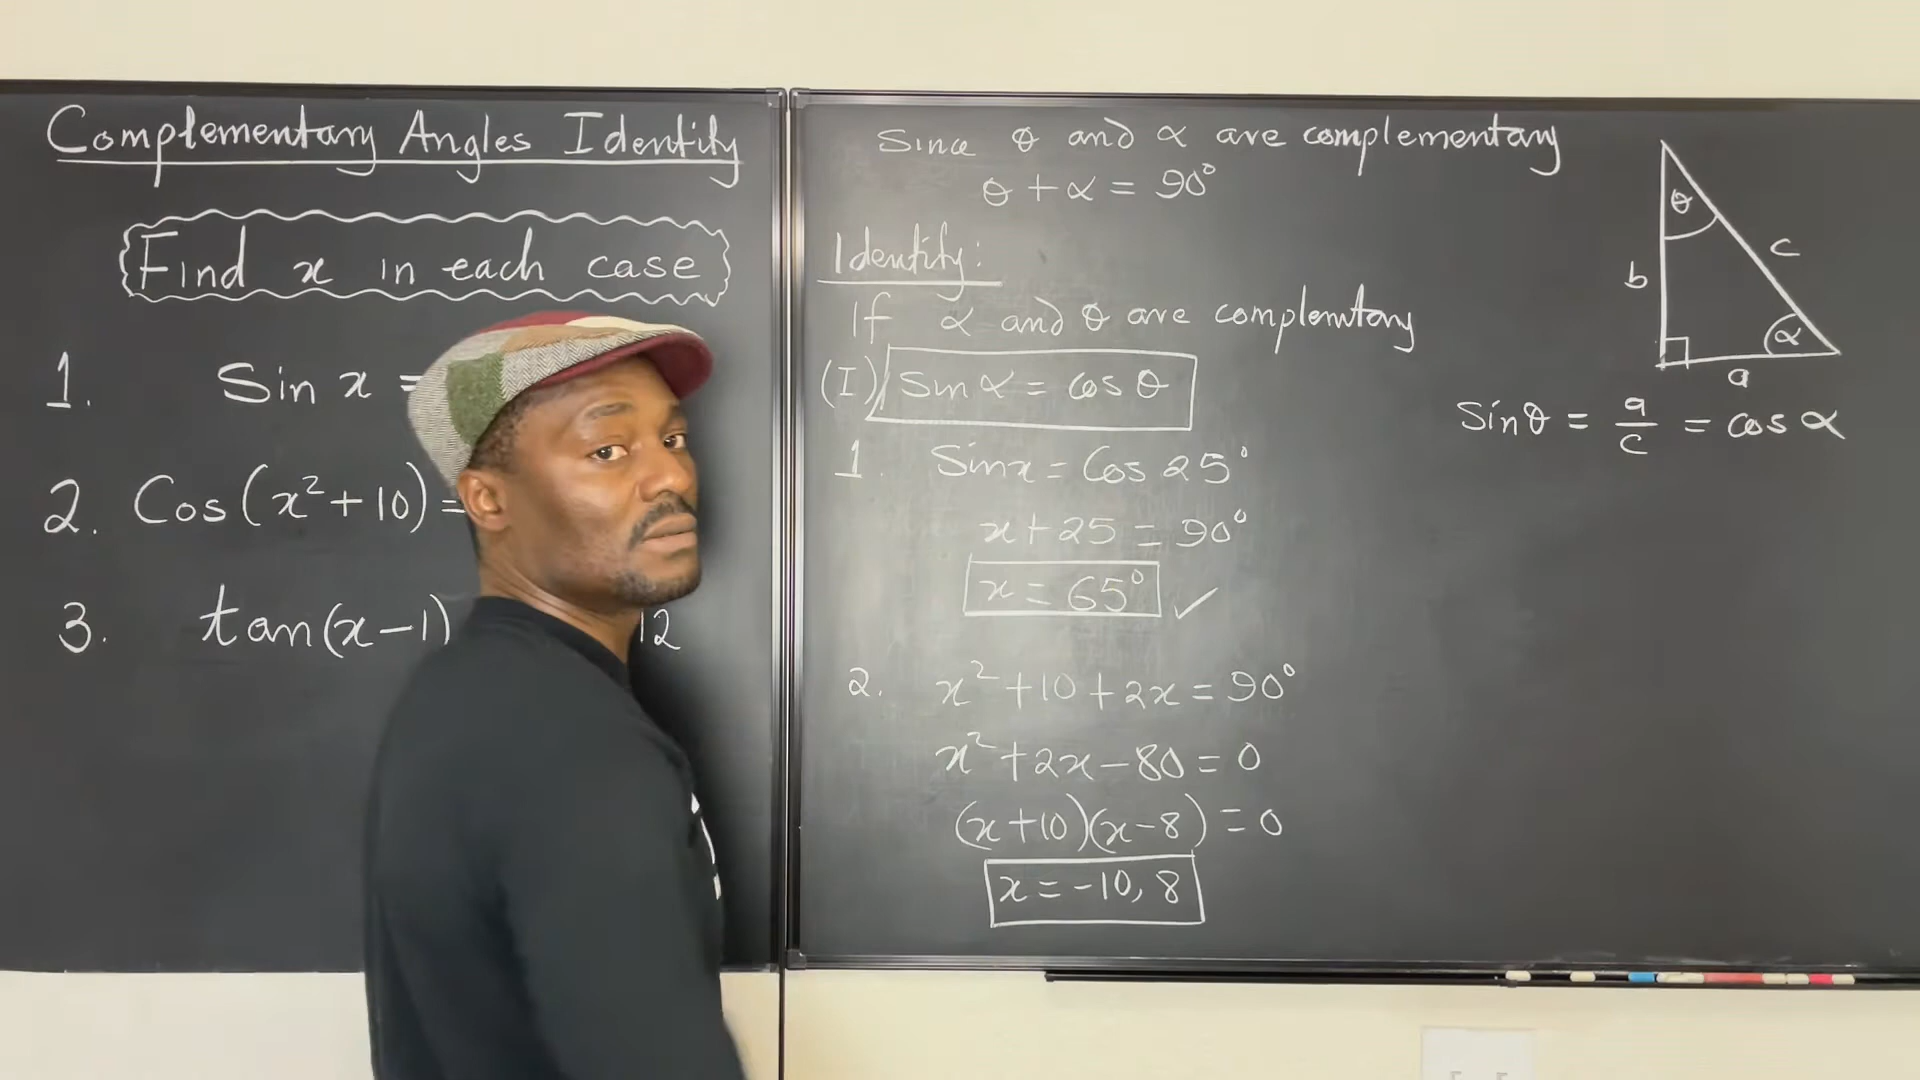 Complementary Angles Identity
Find x in each case
1. Sin x =
2. Cos(x²+10) =
3. tan(x-1) 12
Since θ and α are complementary
θ + α = 90°
Identity:
If α and θ are complemtary
(I) Sin α = cos θ
1. Sinx = Cos 25°
x + 25 = 90°
x = 65° ✓
2. x² + 10 + 2x = 90°
x² + 2x - 80 = 0
(x + 10)(x - 8) = 0
x = -10, 8
θ
b
c
α
a
Sin θ = a/c = cos α